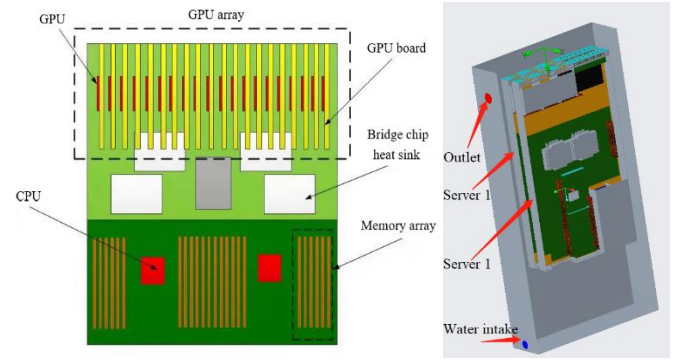 GPU
GPU array
GPU board
Bridge chip
heat sink
CPU
Memory array
Outlet
Server 1
Server 1
Water intake